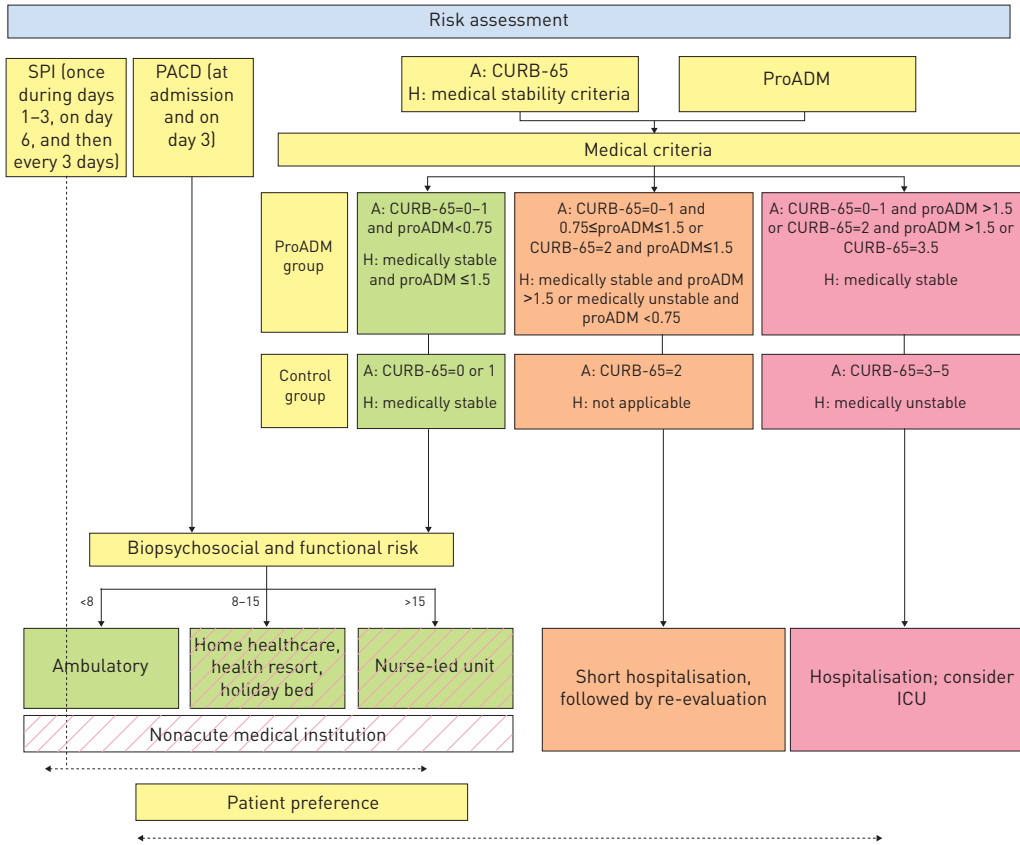 Risk assessment
SPI (once
during days
1–3, on day
6, and then
every 3 days)
PACD (at
admission
and on
day 3)
A: CURB-65
H: medical stability criteria
ProADM
Medical criteria
ProADM
group
A: CURB-65=0–1
and proADM<0.75
H: medically stable
and proADM ≤1.5
A: CURB-65=0–1 and
0.75≤proADM≤1.5 or
CURB-65=2 and proADM≤1.5
H: medically stable and proADM
>1.5 or medically unstable and
proADM <0.75
A: CURB-65=0–1 and proADM >1.5
or CURB-65=2 and proADM >1.5 or
CURB-65=3.5
H: medically stable
Control
group
A: CURB-65=0 or 1
H: medically stable
A: CURB-65=2
H: not applicable
A: CURB-65=3–5
H: medically unstable
Biopsychosocial and functional risk
<8
8–15
>15
Ambulatory
Home healthcare,
health resort,
holiday bed
Nurse-led unit
Short hospitalisation,
followed by re-evaluation
Hospitalisation; consider
ICU
Nonacute medical institution
Patient preference